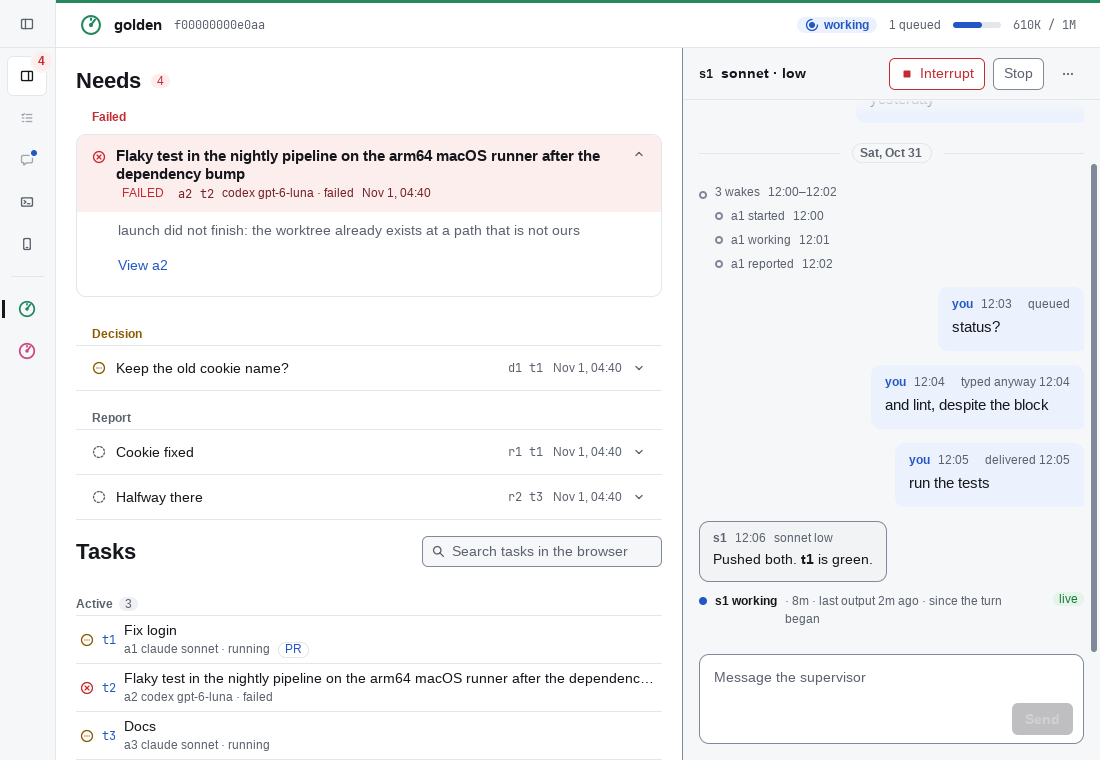 golden f00000000e0aa
working 1 queued 610K / 1M
4
Needs 4
Failed
Flaky test in the nightly pipeline on the arm64 macOS runner after the
dependency bump
FAILED a2 t2 codex gpt-6-luna · failed Nov 1, 04:40
launch did not finish: the worktree already exists at a path that is not ours
View a2
Decision
Keep the old cookie name? d1 t1 Nov 1, 04:40
Report
Cookie fixed r1 t1 Nov 1, 04:40
Halfway there r2 t3 Nov 1, 04:40
Tasks
Search tasks in the browser
Active 3
t1 Fix login
a1 claude sonnet · running PR
t2 Flaky test in the nightly pipeline on the arm64 macOS runner after the dependenc…
a2 codex gpt-6-luna · failed
t3 Docs
a3 claude sonnet · running
s1 sonnet · low
Interrupt Stop ···
yesterday
Sat, Oct 31
3 wakes 12:00–12:02
a1 started 12:00
a1 working 12:01
a1 reported 12:02
you 12:03 queued
status?
you 12:04 typed anyway 12:04
and lint, despite the block
you 12:05 delivered 12:05
run the tests
s1 12:06 sonnet low
Pushed both. t1 is green.
s1 working · 8m · last output 2m ago · since the turn
began
live
Message the supervisor
Send